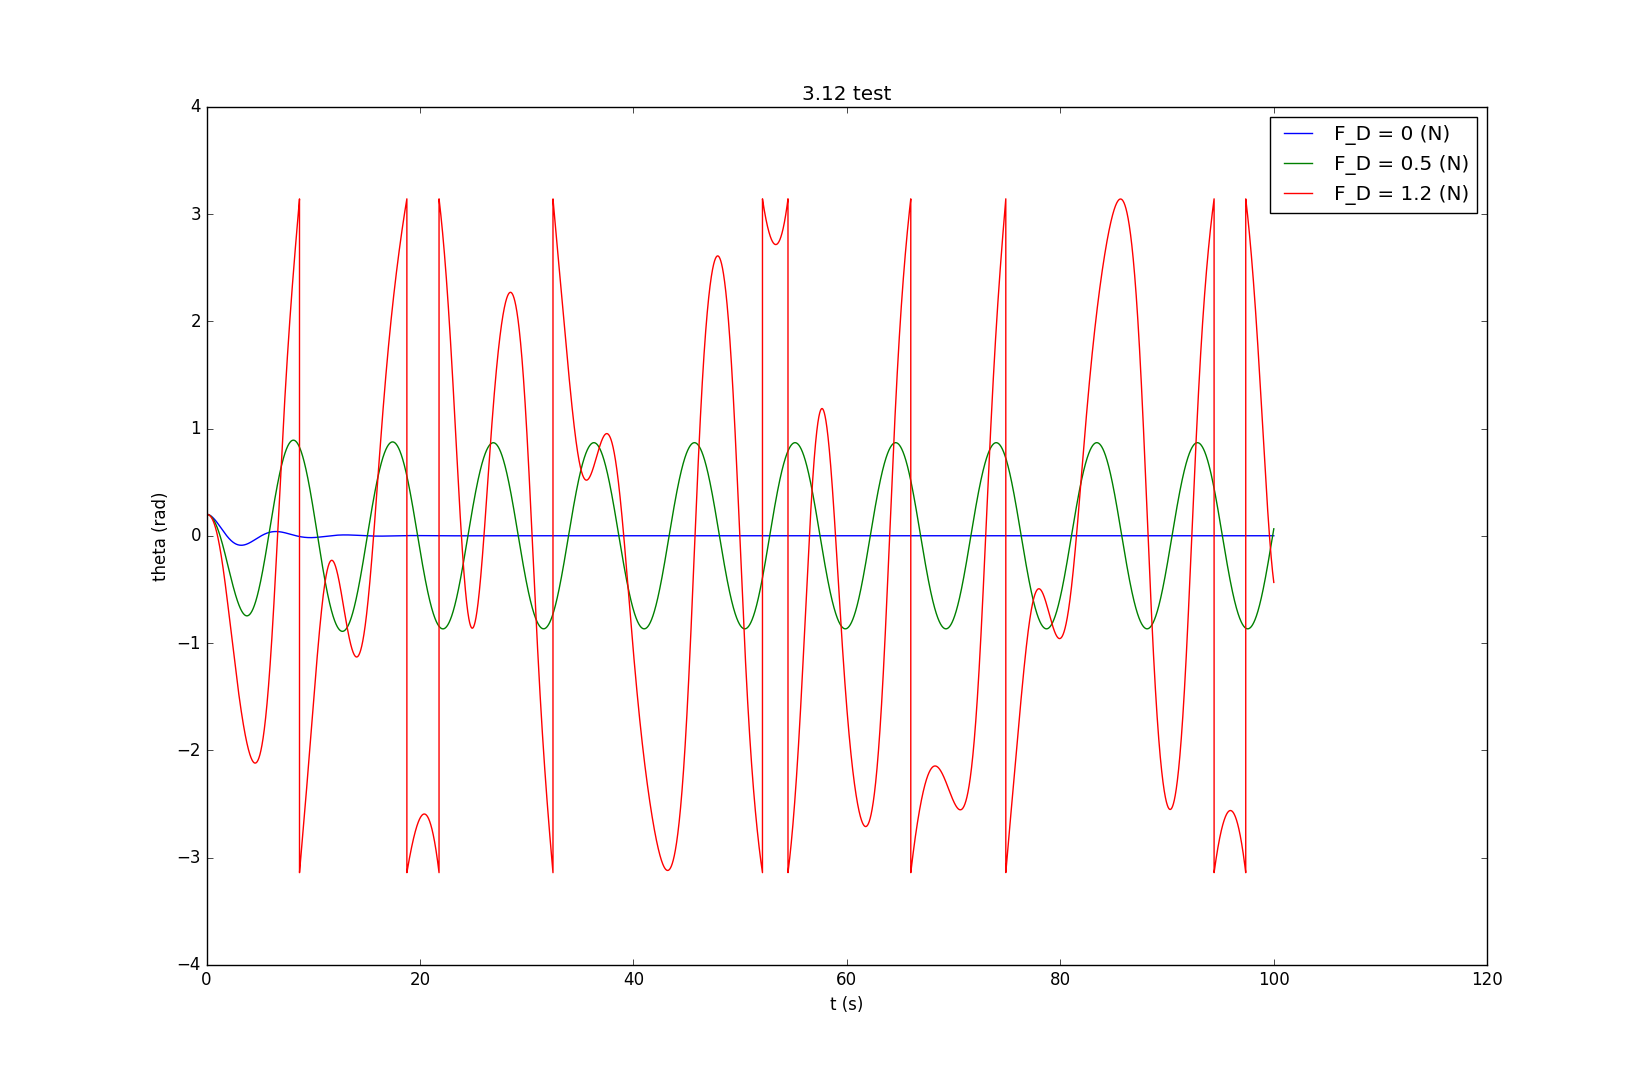 3.12 test
F_D = 0 (N)
F_D = 0.5 (N)
F_D = 1.2 (N)
4
3
2
1
0
−1
−2
−3
−4
theta (rad)
0 20 40 60 80 100 120
t (s)